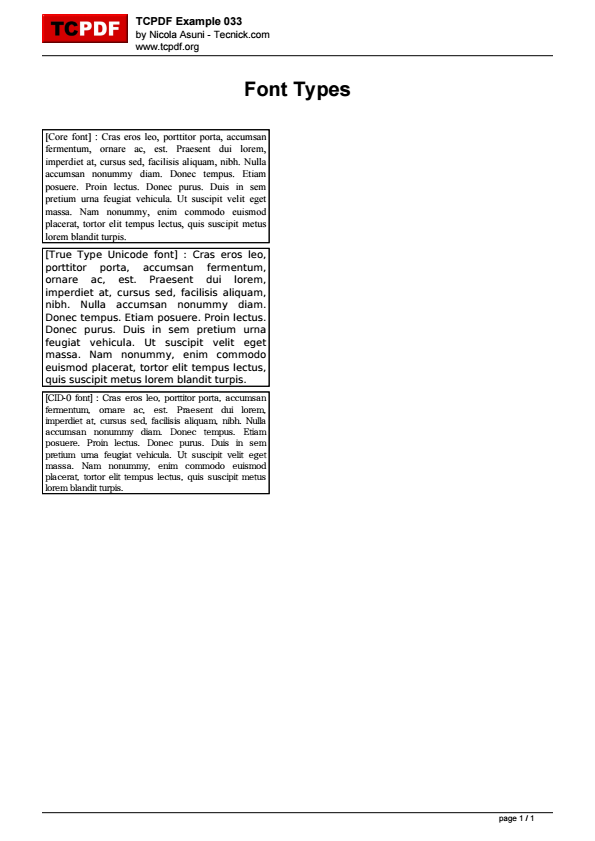 TCPDF
TCPDF Example 033
by Nicola Asuni - Tecnick.com
www.tcpdf.org
Font Types
[Core font] : Cras eros leo, porttitor porta, accumsan
fermentum, ornare ac, est. Praesent dui lorem,
imperdiet at, cursus sed, facilisis aliquam, nibh. Nulla
accumsan nonummy diam. Donec tempus. Etiam
posuere. Proin lectus. Donec purus. Duis in sem
pretium urna feugiat vehicula. Ut suscipit velit eget
massa. Nam nonummy, enim commodo euismod
placerat, tortor elit tempus lectus, quis suscipit metus
lorem blandit turpis.
[True Type Unicode font] : Cras eros leo,
porttitor porta, accumsan fermentum,
ornare ac, est. Praesent dui lorem,
imperdiet at, cursus sed, facilisis aliquam,
nibh. Nulla accumsan nonummy diam.
Donec tempus. Etiam posuere. Proin lectus.
Donec purus. Duis in sem pretium urna
feugiat vehicula. Ut suscipit velit eget
massa. Nam nonummy, enim commodo
euismod placerat, tortor elit tempus lectus,
quis suscipit metus lorem blandit turpis.
[CID-0 font] : Cras eros leo, porttitor porta, accumsan
fermentum, ornare ac, est. Praesent dui lorem,
imperdiet at, cursus sed, facilisis aliquam, nibh. Nulla
accumsan nonummy diam. Donec tempus. Etiam
posuere. Proin lectus. Donec purus. Duis in sem
pretium urna feugiat vehicula. Ut suscipit velit eget
massa. Nam nonummy, enim commodo euismod
placerat, tortor elit tempus lectus, quis suscipit metus
lorem blandit turpis.
page 1 / 1